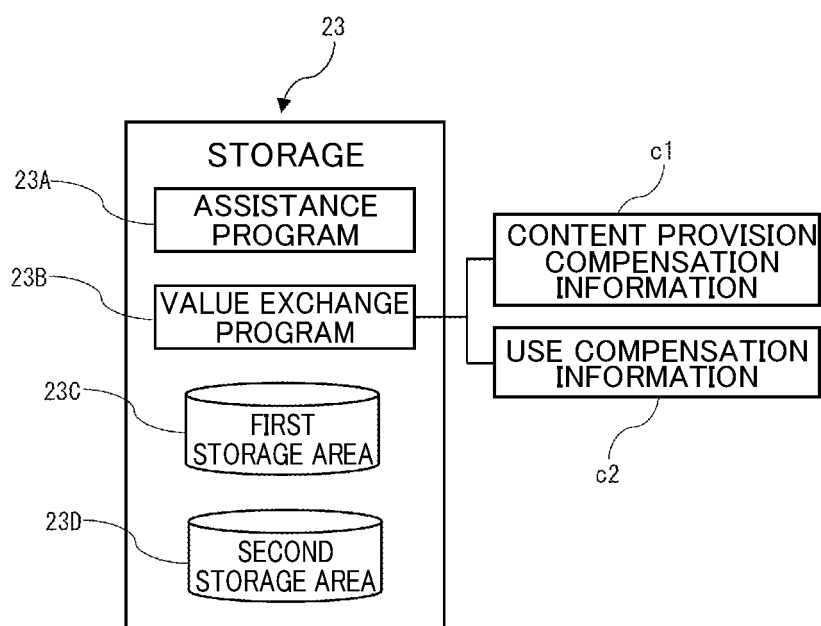 23
STORAGE
23A
ASSISTANCE
PROGRAM
23B
VALUE EXCHANGE
PROGRAM
23C
FIRST
STORAGE AREA
23D
SECOND
STORAGE AREA
c1
CONTENT PROVISION
COMPENSATION
INFORMATION
USE COMPENSATION
INFORMATION
c2